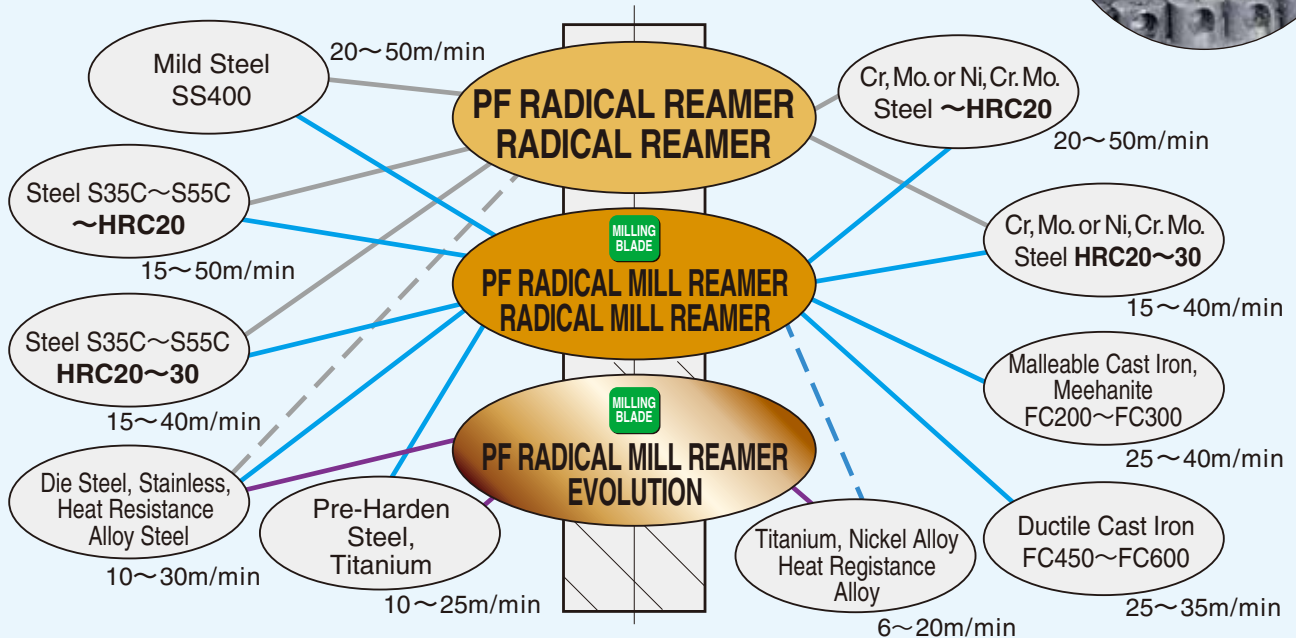 Mild Steel
SS400
20～50m/min
PF RADICAL REAMER
RADICAL REAMER
Cr, Mo. or Ni, Cr. Mo.
Steel ～HRC20
20～50m/min
Steel S35C～S55C
～HRC20
15～50m/min
MILLING
BLADE
PF RADICAL MILL REAMER
RADICAL MILL REAMER
Cr, Mo. or Ni, Cr. Mo.
Steel HRC20～30
15～40m/min
Steel S35C～S55C
HRC20～30
15～40m/min
Malleable Cast Iron,
Meehanite
FC200～FC300
25～40m/min
MILLING
BLADE
PF RADICAL MILL REAMER
EVOLUTION
Die Steel, Stainless,
Heat Resistance
Alloy Steel
10～30m/min
Pre-Harden
Steel,
Titanium
10～25m/min
Titanium, Nickel Alloy
Heat Registance
Alloy
6～20m/min
Ductile Cast Iron
FC450～FC600
25～35m/min